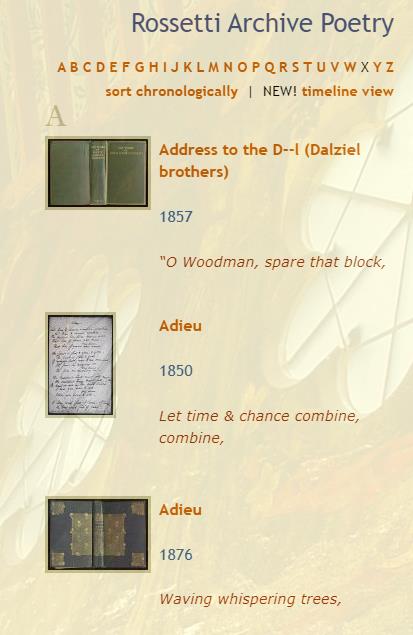 Rossetti Archive Poetry
A B C D E F G H I J K L M N O P Q R S T U V W X Y Z
sort chronologically | NEW! timeline view
A
Address to the D--l (Dalziel
brothers)
1857
"O Woodman, spare that block,
Adieu
1850
Let time & chance combine,
combine,
Adieu
1876
Waving whispering trees,